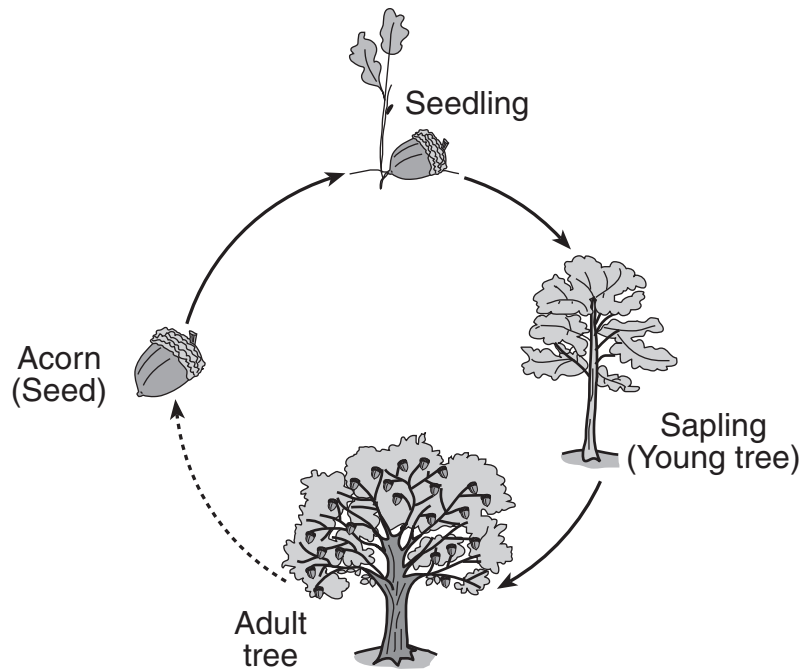 Seedling
Acorn
(Seed)
Sapling
(Young tree)
Adult
tree